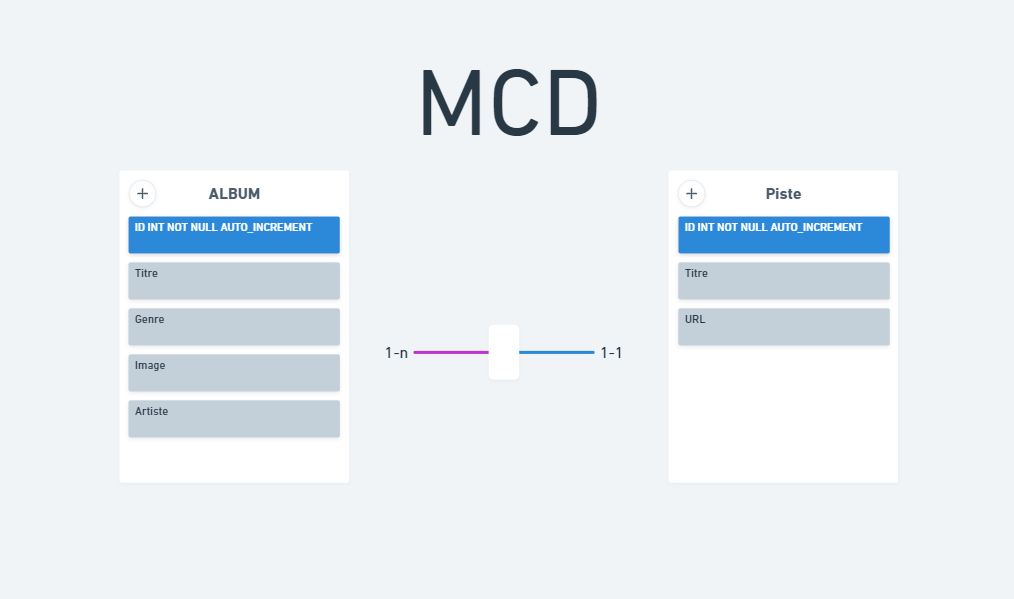 MCD
ALBUM
ID INT NOT NULL AUTO_INCREMENT
Titre
Genre
Image
Artiste
1-n
1-1
Piste
ID INT NOT NULL AUTO_INCREMENT
Titre
URL